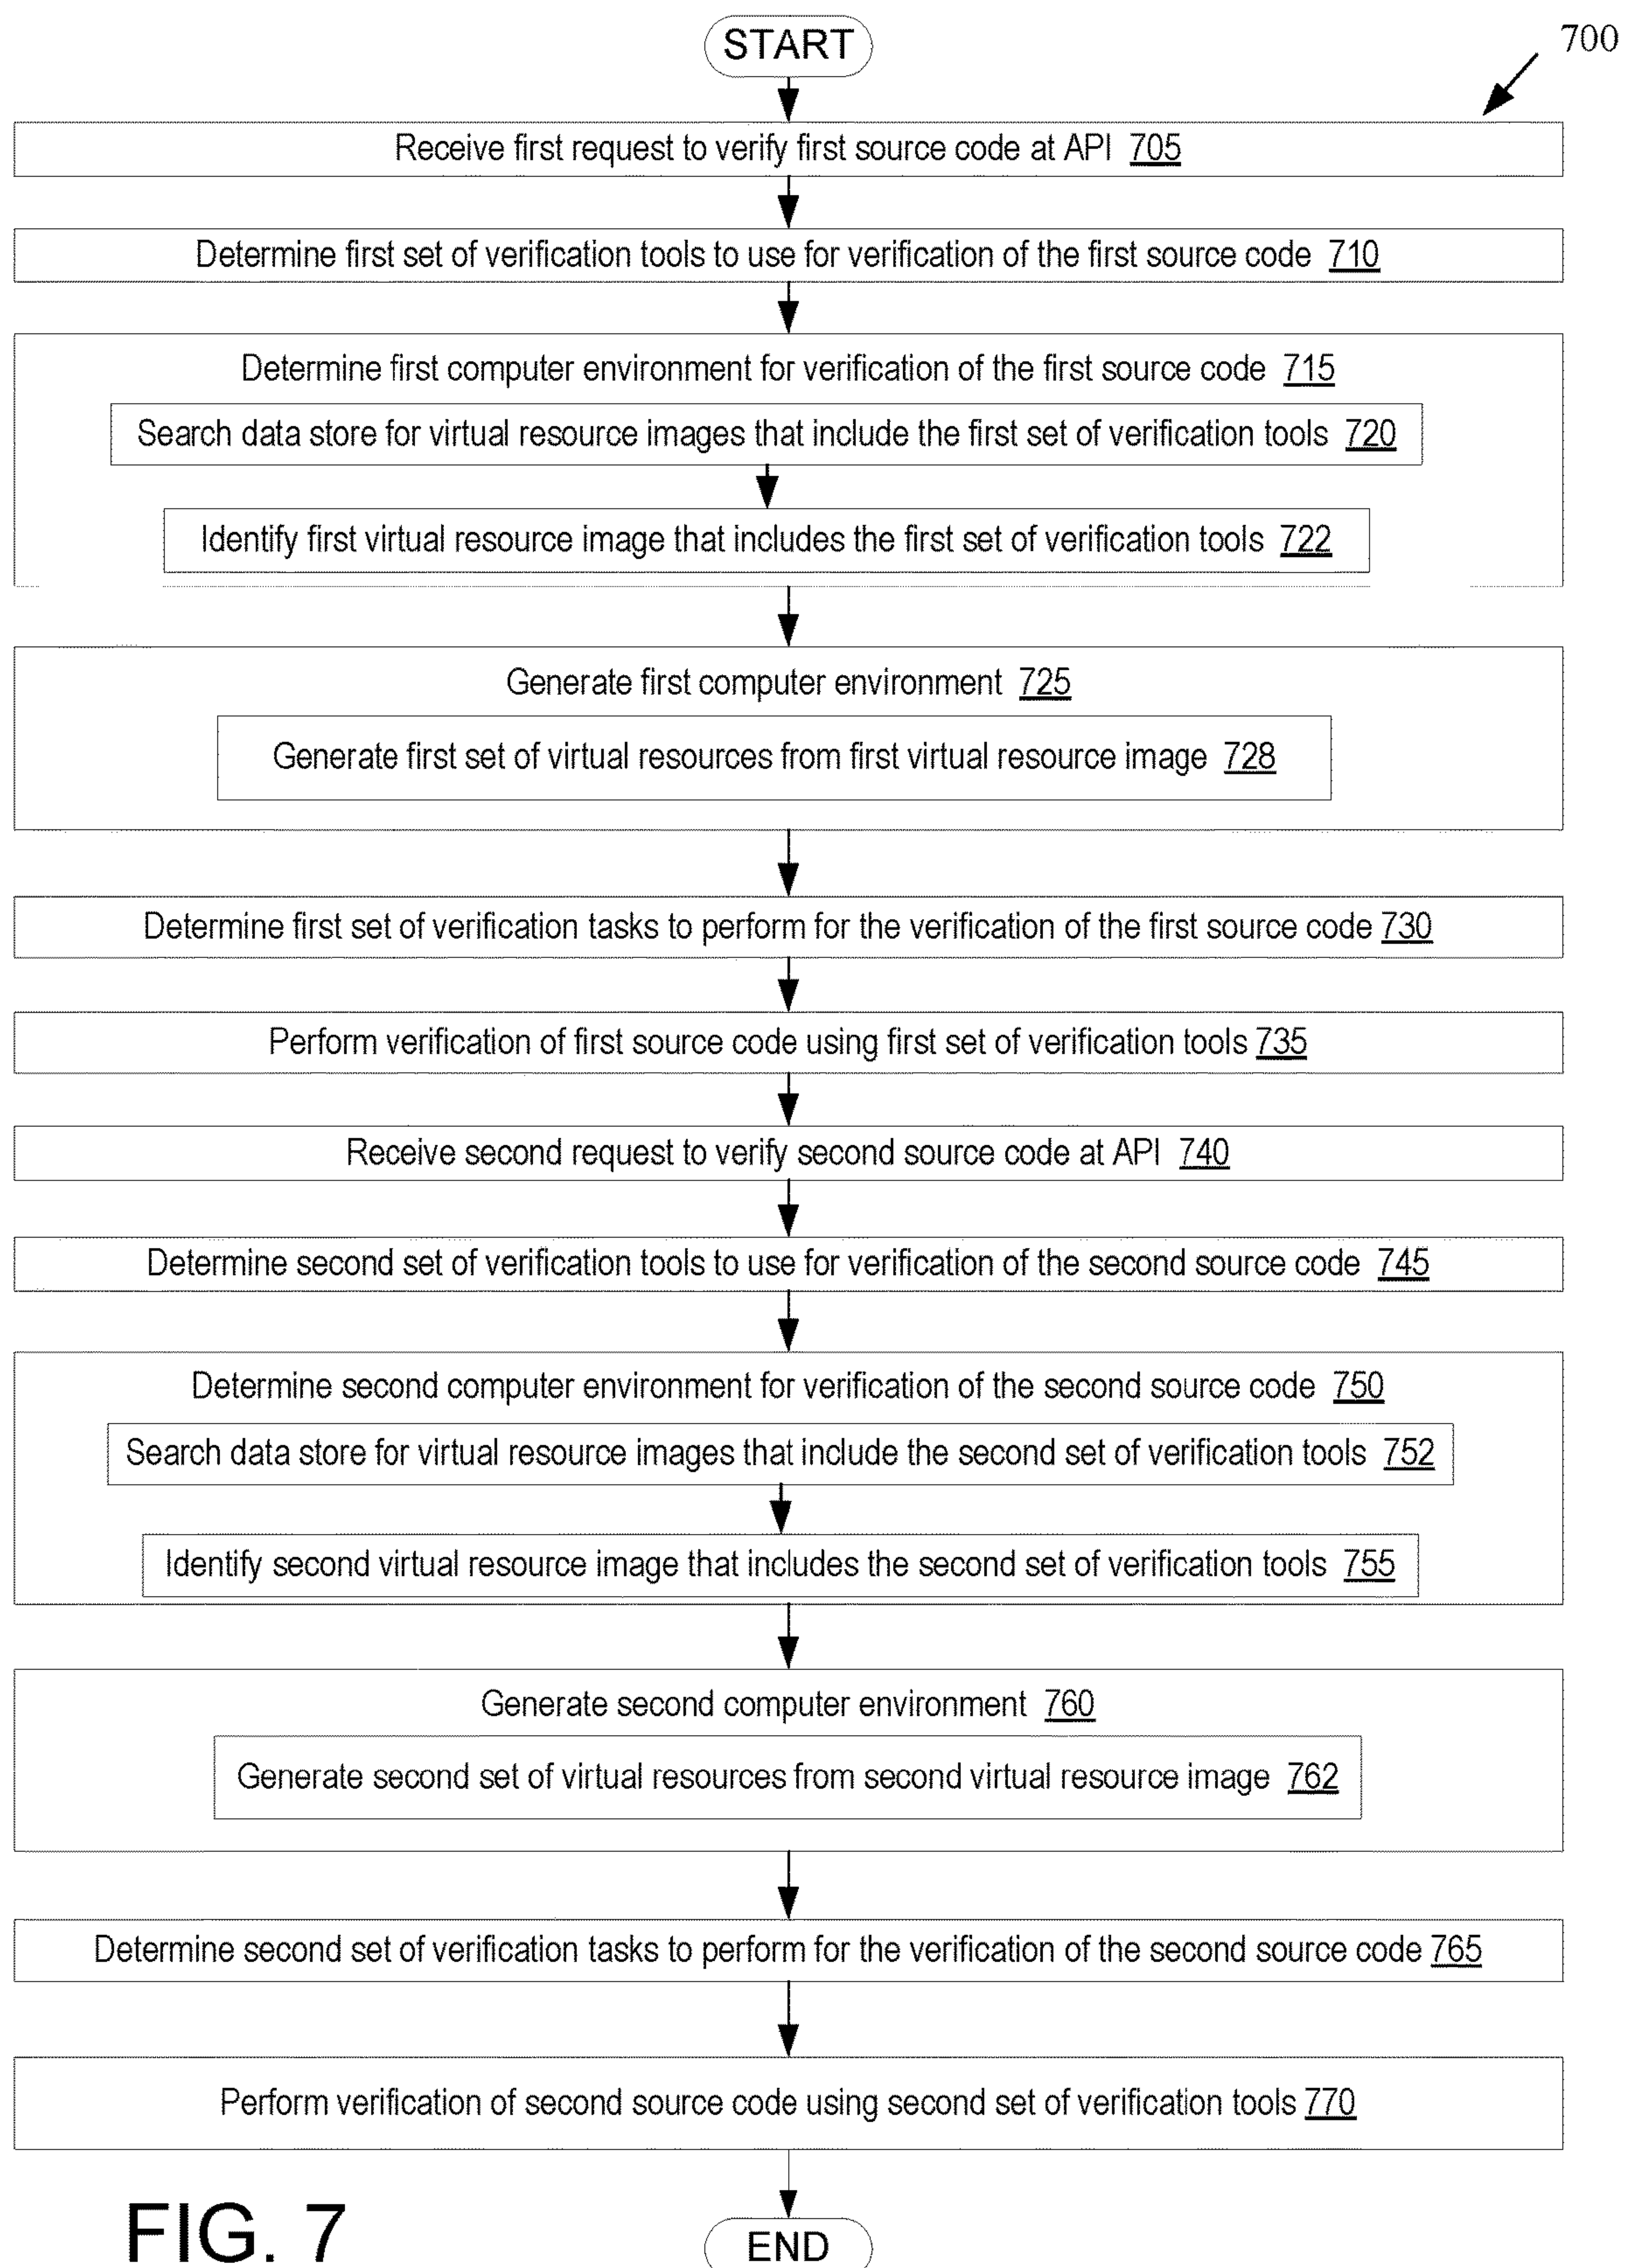 START
700
Receive first request to verify first source code at API 705
Determine first set of verification tools to use for verification of the first source code 710
Determine first computer environment for verification of the first source code 715
Search data store for virtual resource images that include the first set of verification tools 720
Identify first virtual resource image that includes the first set of verification tools 722
Generate first computer environment 725
Generate first set of virtual resources from first virtual resource image 728
Determine first set of verification tasks to perform for the verification of the first source code 730
Perform verification of first source code using first set of verification tools 735
Receive second request to verify second source code at API 740
Determine second set of verification tools to use for verification of the second source code 745
Determine second computer environment for verification of the second source code 750
Search data store for virtual resource images that include the second set of verification tools 752
Identify second virtual resource image that includes the second set of verification tools 755
Generate second computer environment 760
Generate second set of virtual resources from second virtual resource image 762
Determine second set of verification tasks to perform for the verification of the second source code 765
Perform verification of second source code using second set of verification tools 770
FIG. 7
END